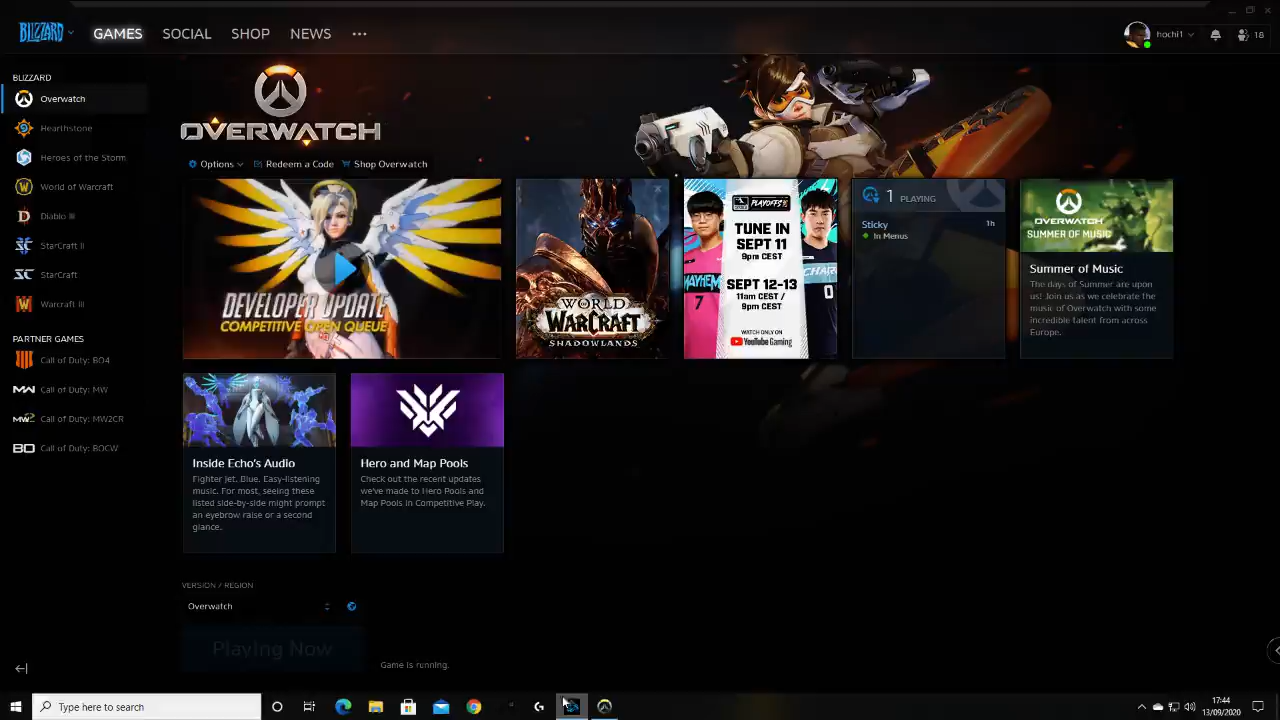 BLIZZARD
GAMES
SOCIAL
SHOP
NEWS
hochi1
18
BLIZZARD
Overwatch
Hearthstone
Heroes of the Storm
World of Warcraft
Diablo III
StarCraft II
StarCraft
Warcraft III
PARTNER GAMES
Call of Duty: BO4
Call of Duty: MW
Call of Duty: MW2CR
Call of Duty: BOCW
OVERWATCH
Options
Redeem a Code
Shop Overwatch
DEVELOPER UPDATE
COMPETITIVE OPEN QUEUE
WORLD
OF
WARCRAFT
SHADOWLANDS
PLAYOFFS
TUNE IN
SEPT 11
9pm CEST
SEPT 12-13
11am CEST /
9pm CEST
WATCH ONLY ON
YouTube Gaming
MAYHEM
7
CHAR
0
1 PLAYING
Sticky
1h
In Menus
OVERWATCH
SUMMER OF MUSIC
Summer of Music
The days of Summer are upon
us! Join us as we celebrate the
music of Overwatch with some
incredible talent from across
Europe.
Inside Echo's Audio
Fighter jet. Blue. Easy-listening
music. For most, seeing these
listed side-by-side might prompt
an eyebrow raise or a second
glance.
Hero and Map Pools
Check out the recent updates
we've made to Hero Pools and
Map Pools in Competitive Play.
VERSION / REGION
Overwatch
Playing Now
Game is running.
Type here to search
17:44
13/09/2020